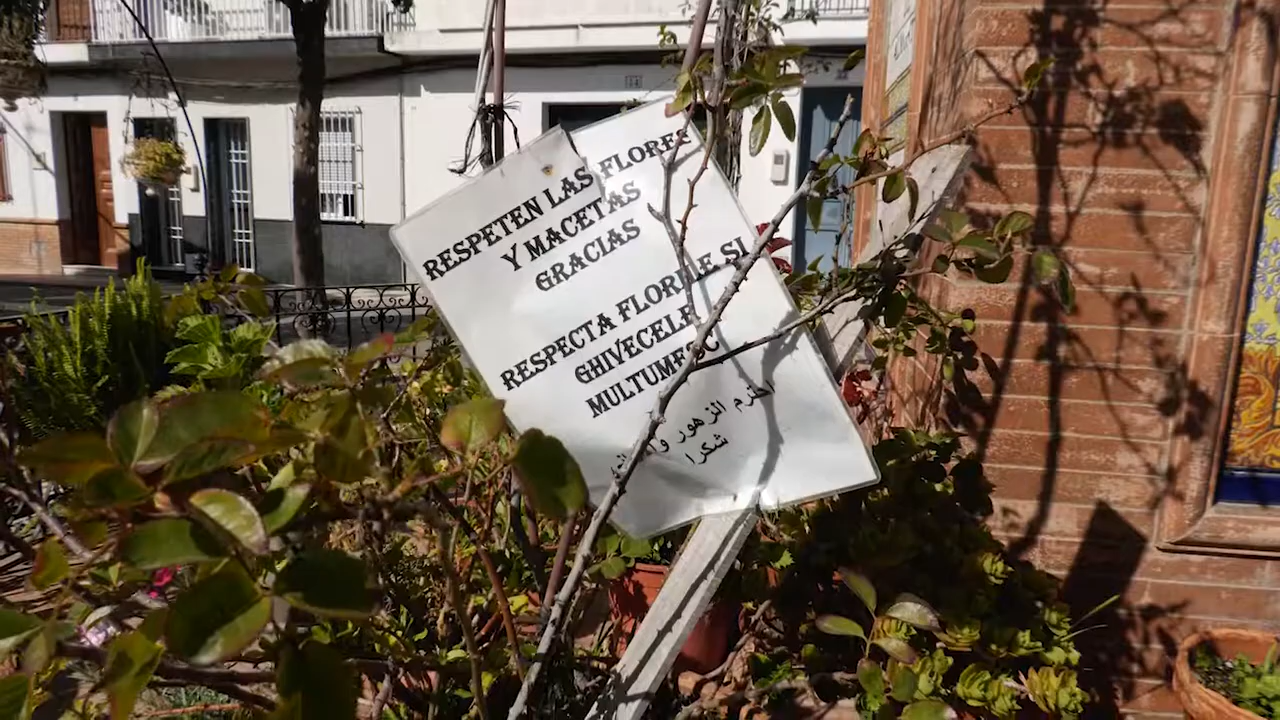 RESPETEN LAS FLORES
Y MACETAS
GRACIAS
RESPECTA FLORILE SI
GHIVECELE
MULTUMESC
احترم الزهور
شكرا